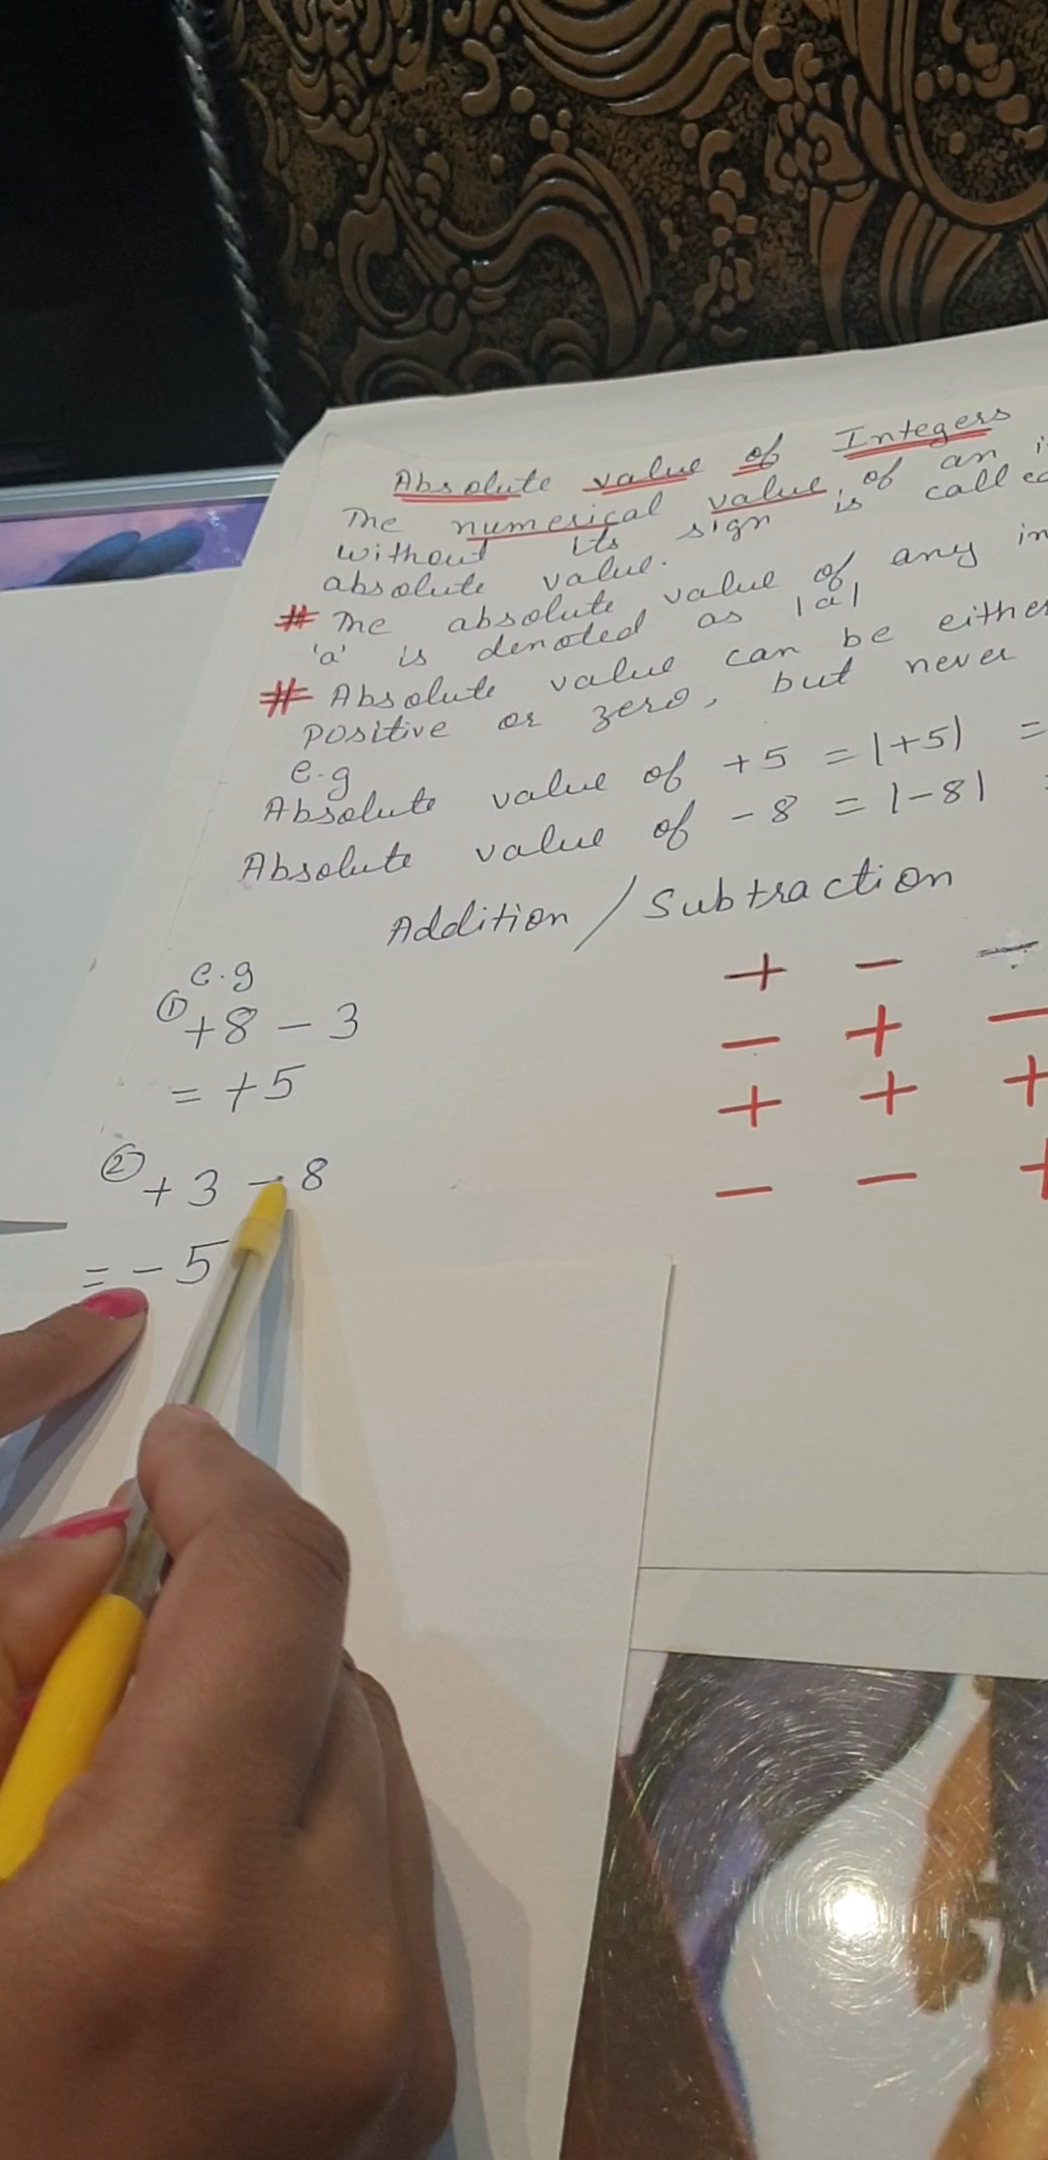 Absolute value of Integers
The numerical value of an
without its sign is called
absolute value.
# The absolute value of any
'a' is denoted as |a|
# Absolute value can be either
positive or zero, but never
e.g
Absolute value of +5 = |+5| =
Absolute value of -8 = |-8| =
Addition / Subtraction
e.g
① +8 - 3
= +5
② +3 - 8
= -5
+ - -
- + -
+ + +
- - +